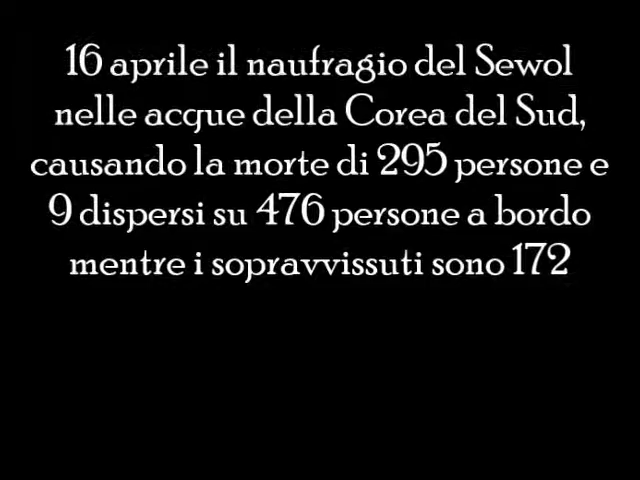 16 aprile il naufragio del Sewol
nelle acque della Corea del Sud,
causando la morte di 295 persone e
9 dispersi su 476 persone a bordo
mentre i sopravvissuti sono 172